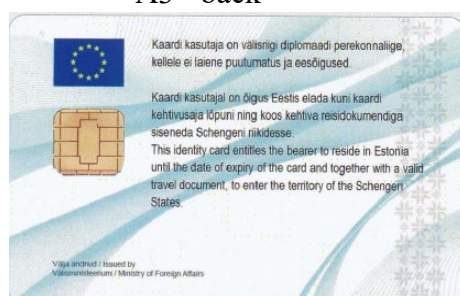 A3 - back
Kaardi kasutaja on välisriigi diplomaadi perekonnaliige,
kellele ei laiene puutumatus ja eesõigused.
Kaardi kasutajal on õigus Eestis elada kuni kaardi
kehtivusaja lõpuni ning koos kehtiva reisidokumendiga
siseneda Schengeni riikidesse.
This identity card entitles the bearer to reside in Estonia
until the date of expiry of the card and together with a valid
travel document, to enter the territory of the Schengen
States.
Välja andnud / Issued by
Välisministeerium / Ministry of Foreign Affairs